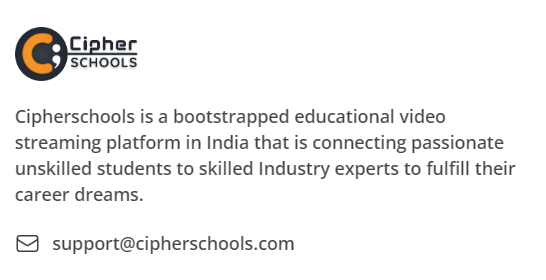 Cipher
SCHOOLS
Cipherschools is a bootstrapped educational video
streaming platform in India that is connecting passionate
unskilled students to skilled Industry experts to fulfill their
career dreams.
support@cipherschools.com